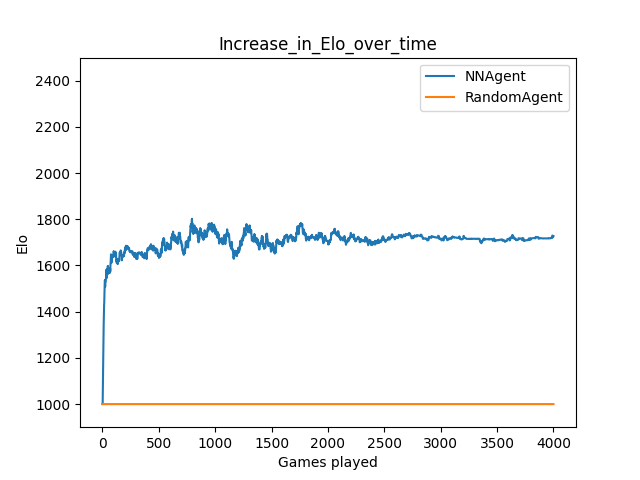 Increase_in_Elo_over_time
NNAgent
RandomAgent
2400
2200
2000
1800
1600
1400
1200
1000
Elo
0 500 1000 1500 2000 2500 3000 3500 4000
Games played